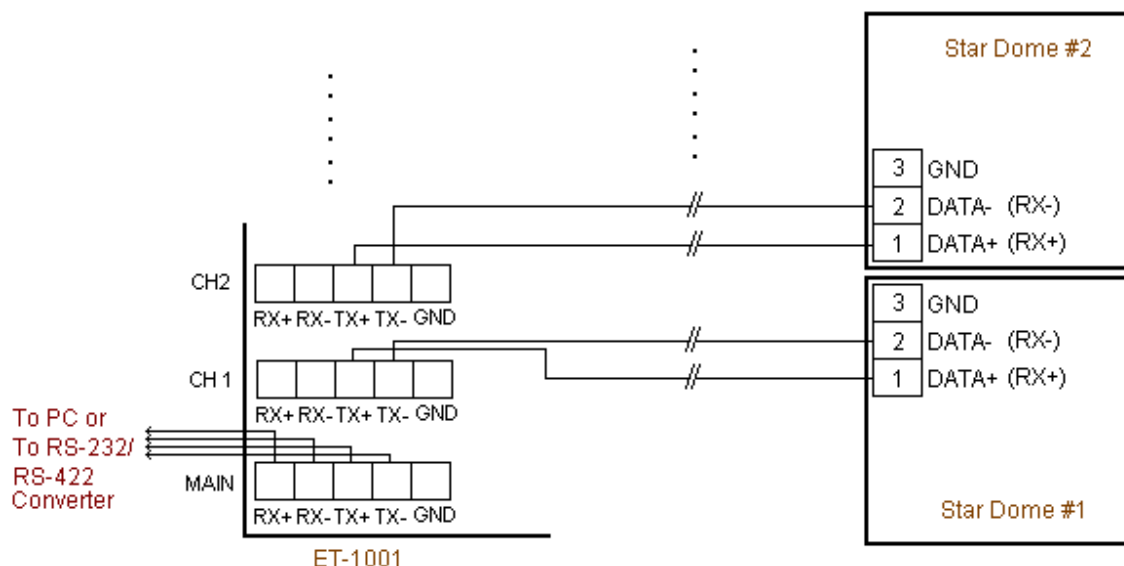 Star Dome #2
3 GND
2 DATA- (RX-)
1 DATA+ (RX+)
CH2
RX+ RX- TX+ TX- GND
3 GND
2 DATA- (RX-)
1 DATA+ (RX+)
CH 1
RX+ RX- TX+ TX- GND
To PC or
To RS-232/
RS-422
Converter
MAIN
RX+ RX- TX+ TX- GND
Star Dome #1
ET-1001